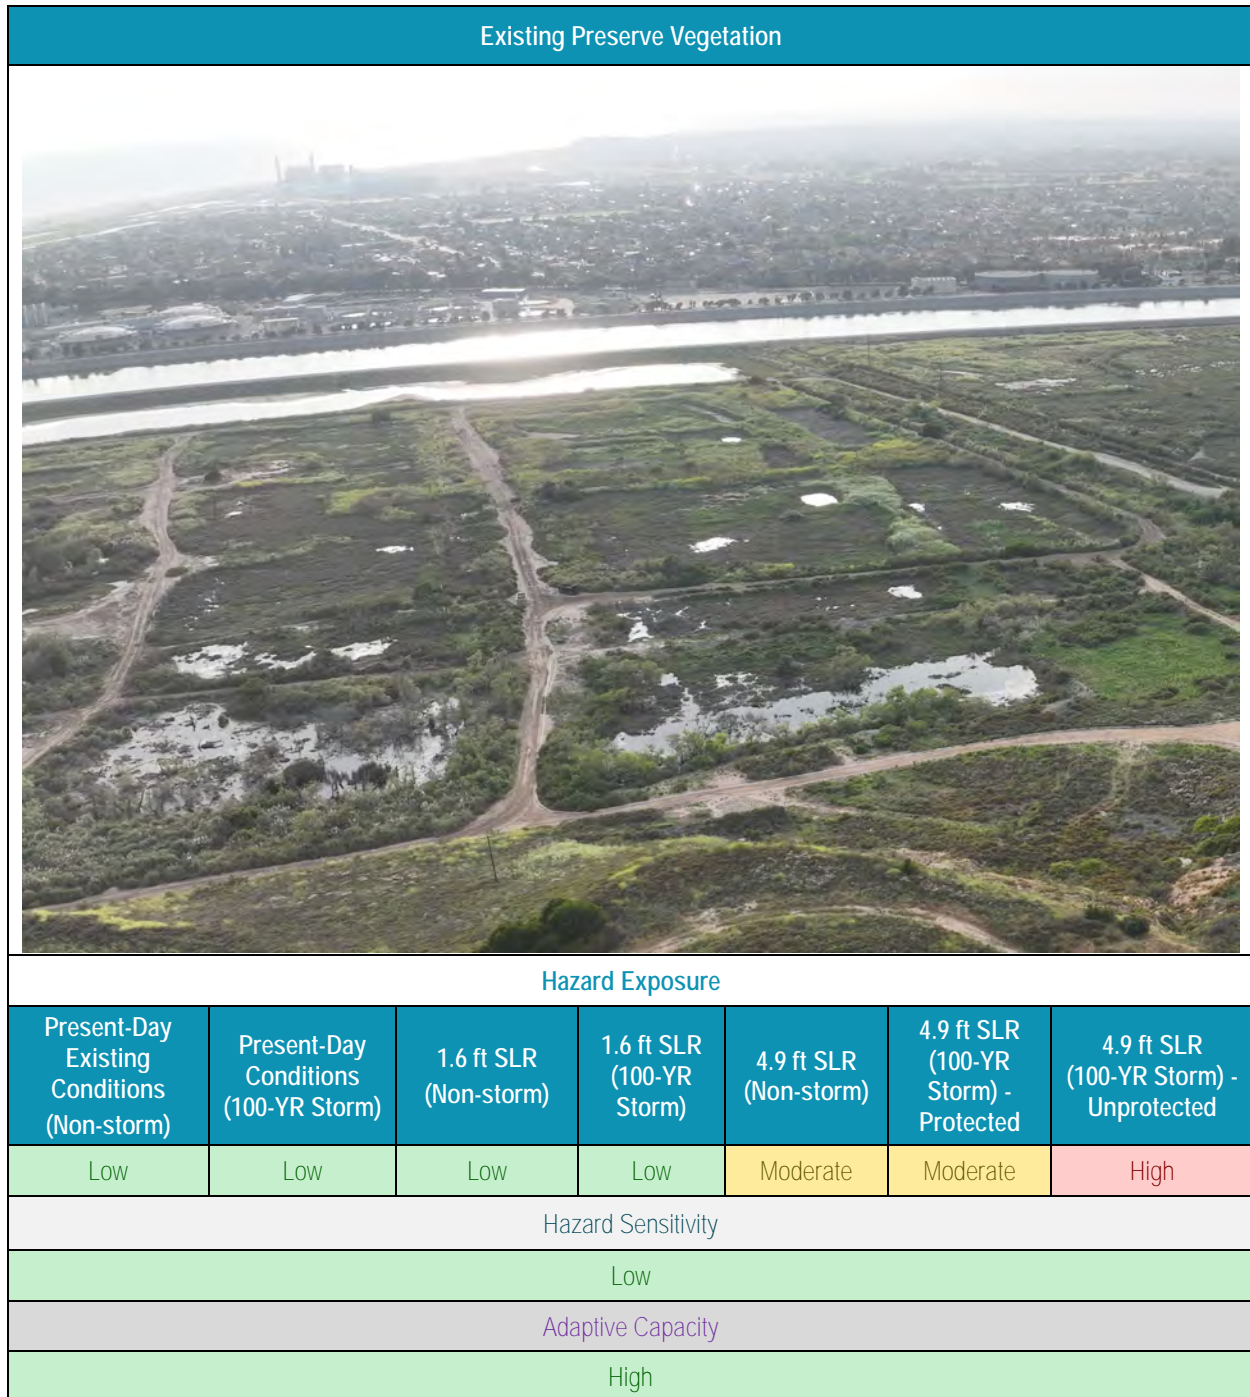 Existing Preserve Vegetation
Hazard Exposure
Present-Day
Existing
Conditions
(Non-storm)
Present-Day
Conditions
(100-YR Storm)
1.6 ft SLR
(Non-storm)
1.6 ft SLR
(100-YR
Storm)
4.9 ft SLR
(Non-storm)
4.9 ft SLR
(100-YR
Storm) -
Protected
4.9 ft SLR
(100-YR Storm) -
Unprotected
Low
Low
Low
Low
Moderate
Moderate
High
Hazard Sensitivity
Low
Adaptive Capacity
High